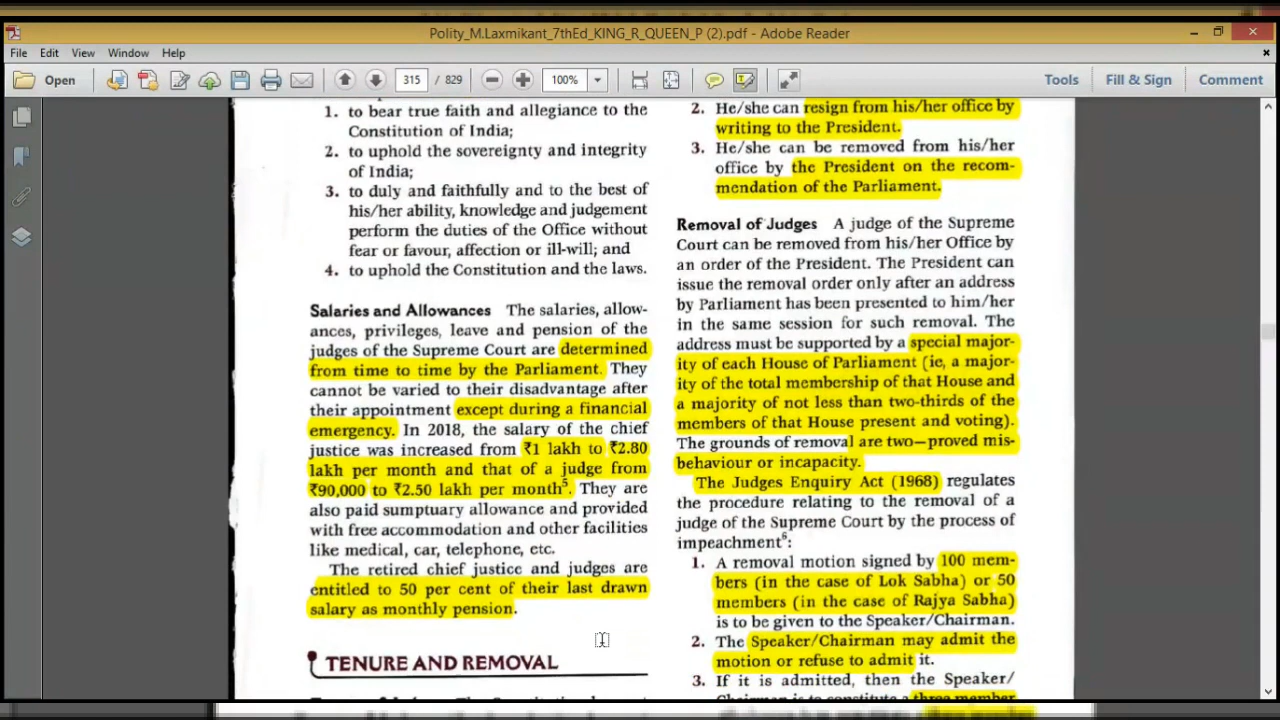 Polity_M.Laxmikant_7thEd_KING_R_QUEEN_P (2).pdf - Adobe Reader
File Edit View Window Help
Open
315 / 829
100%
Tools
Fill & Sign
Comment
1. to bear true faith and allegiance to the
Constitution of India;
2. to uphold the sovereignty and integrity
of India;
3. to duly and faithfully and to the best of
his/her ability, knowledge and judgement
perform the duties of the Office without
fear or favour, affection or ill-will; and
4. to uphold the Constitution and the laws.
Salaries and Allowances The salaries, allow-
ances, privileges, leave and pension of the
judges of the Supreme Court are determined
from time to time by the Parliament. They
cannot be varied to their disadvantage after
their appointment except during a financial
emergency. In 2018, the salary of the chief
justice was increased from ₹1 lakh to ₹2.80
lakh per month and that of a judge from
₹90,000 to ₹2.50 lakh per month⁵. They are
also paid sumptuary allowance and provided
with free accommodation and other facilities
like medical, car, telephone, etc.
The retired chief justice and judges are
entitled to 50 per cent of their last drawn
salary as monthly pension.
TENURE AND REMOVAL
2. He/she can resign from his/her office by
writing to the President.
3. He/she can be removed from his/her
office by the President on the recom-
mendation of the Parliament.
Removal of Judges A judge of the Supreme
Court can be removed from his/her Office by
an order of the President. The President can
issue the removal order only after an address
by Parliament has been presented to him/her
in the same session for such removal. The
address must be supported by a special major-
ity of each House of Parliament (ie, a major-
ity of the total membership of that House and
a majority of not less than two-thirds of the
members of that House present and voting).
The grounds of removal are two—proved mis-
behaviour or incapacity.
The Judges Enquiry Act (1968) regulates
the procedure relating to the removal of a
judge of the Supreme Court by the process of
impeachment⁶:
1. A removal motion signed by 100 mem-
bers (in the case of Lok Sabha) or 50
members (in the case of Rajya Sabha)
is to be given to the Speaker/Chairman.
2. The Speaker/Chairman may admit the
motion or refuse to admit it.
3. If it is admitted, then the Speaker/
Chairman is to constitute a three member